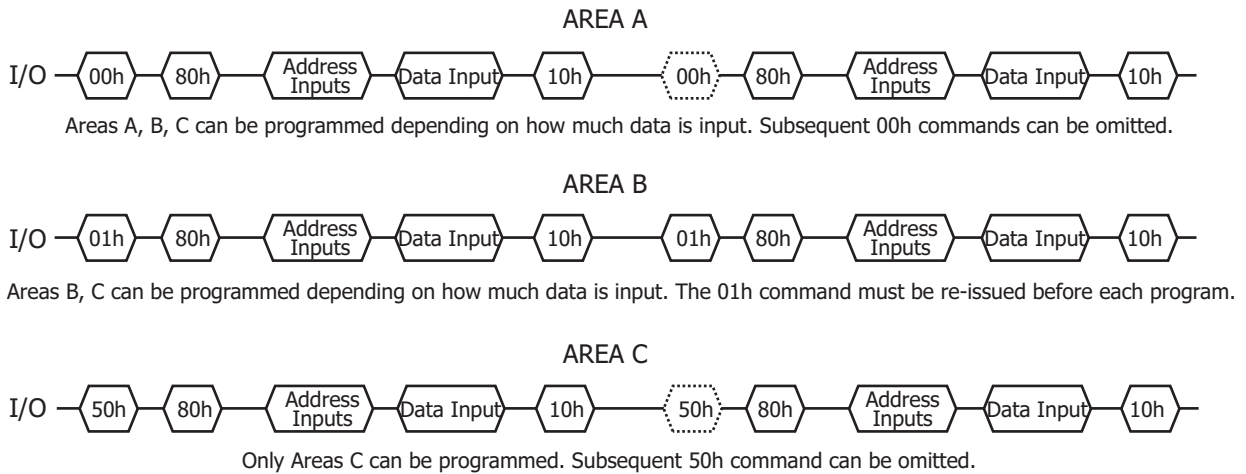 AREA A
I/O 00h 80h Address Inputs Data Input 10h 00h 80h Address Inputs Data Input 10h
Areas A, B, C can be programmed depending on how much data is input. Subsequent 00h commands can be omitted.
AREA B
I/O 01h 80h Address Inputs Data Input 10h 01h 80h Address Inputs Data Input 10h
Areas B, C can be programmed depending on how much data is input. The 01h command must be re-issued before each program.
AREA C
I/O 50h 80h Address Inputs Data Input 10h 50h 80h Address Inputs Data Input 10h
Only Areas C can be programmed. Subsequent 50h command can be omitted.